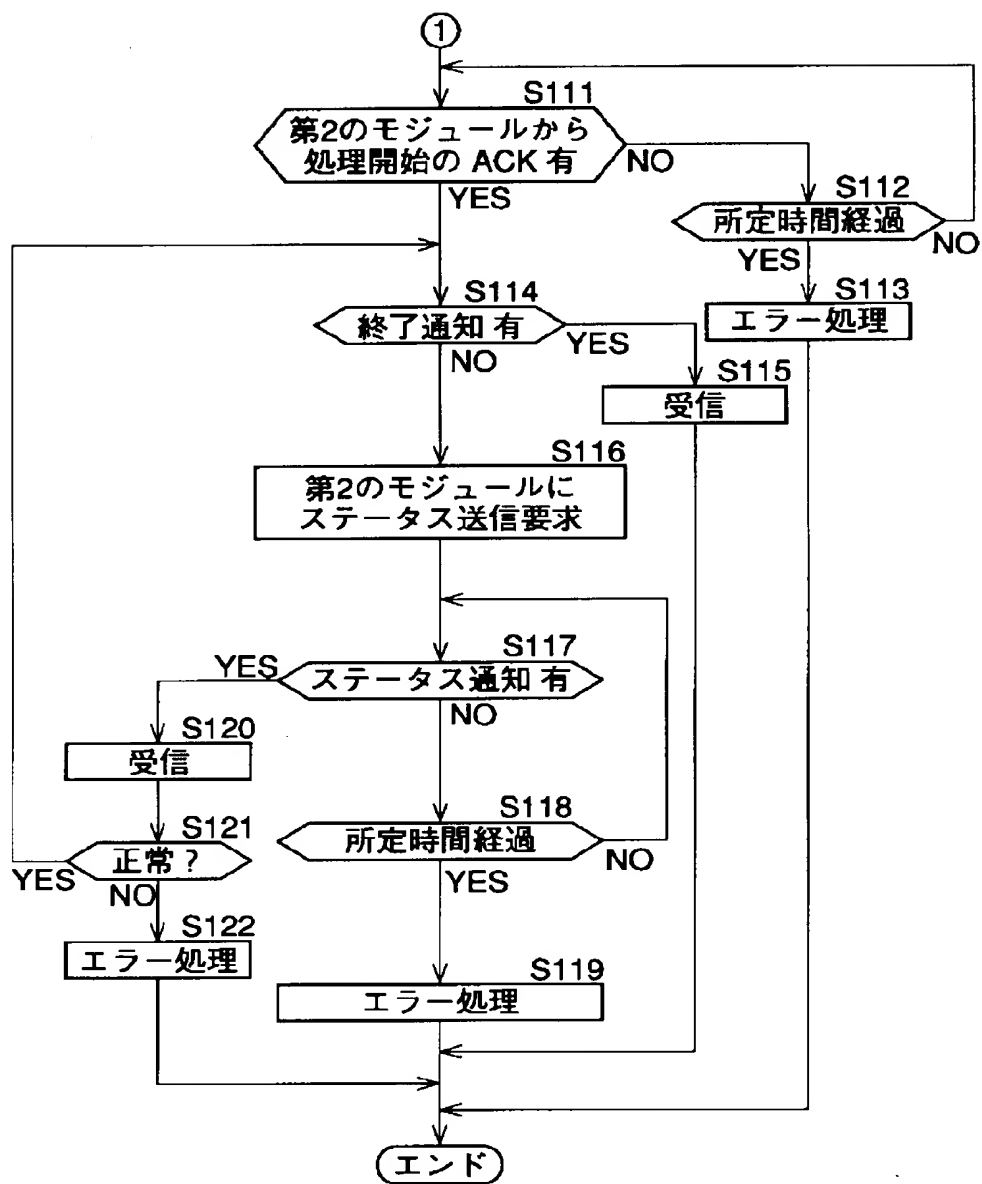 1
S111
第2のモジュールから
処理開始の ACK 有
NO
YES
S112
所定時間経過
NO
YES
S113
エラー処理
S114
終了通知 有
YES
NO
S115
受信
S116
第2のモジュールに
ステータス送信要求
S117
ステータス通知 有
YES
NO
S120
受信
S118
所定時間経過
NO
YES
S121
正常?
YES
NO
S122
エラー処理
S119
エラー処理
エンド